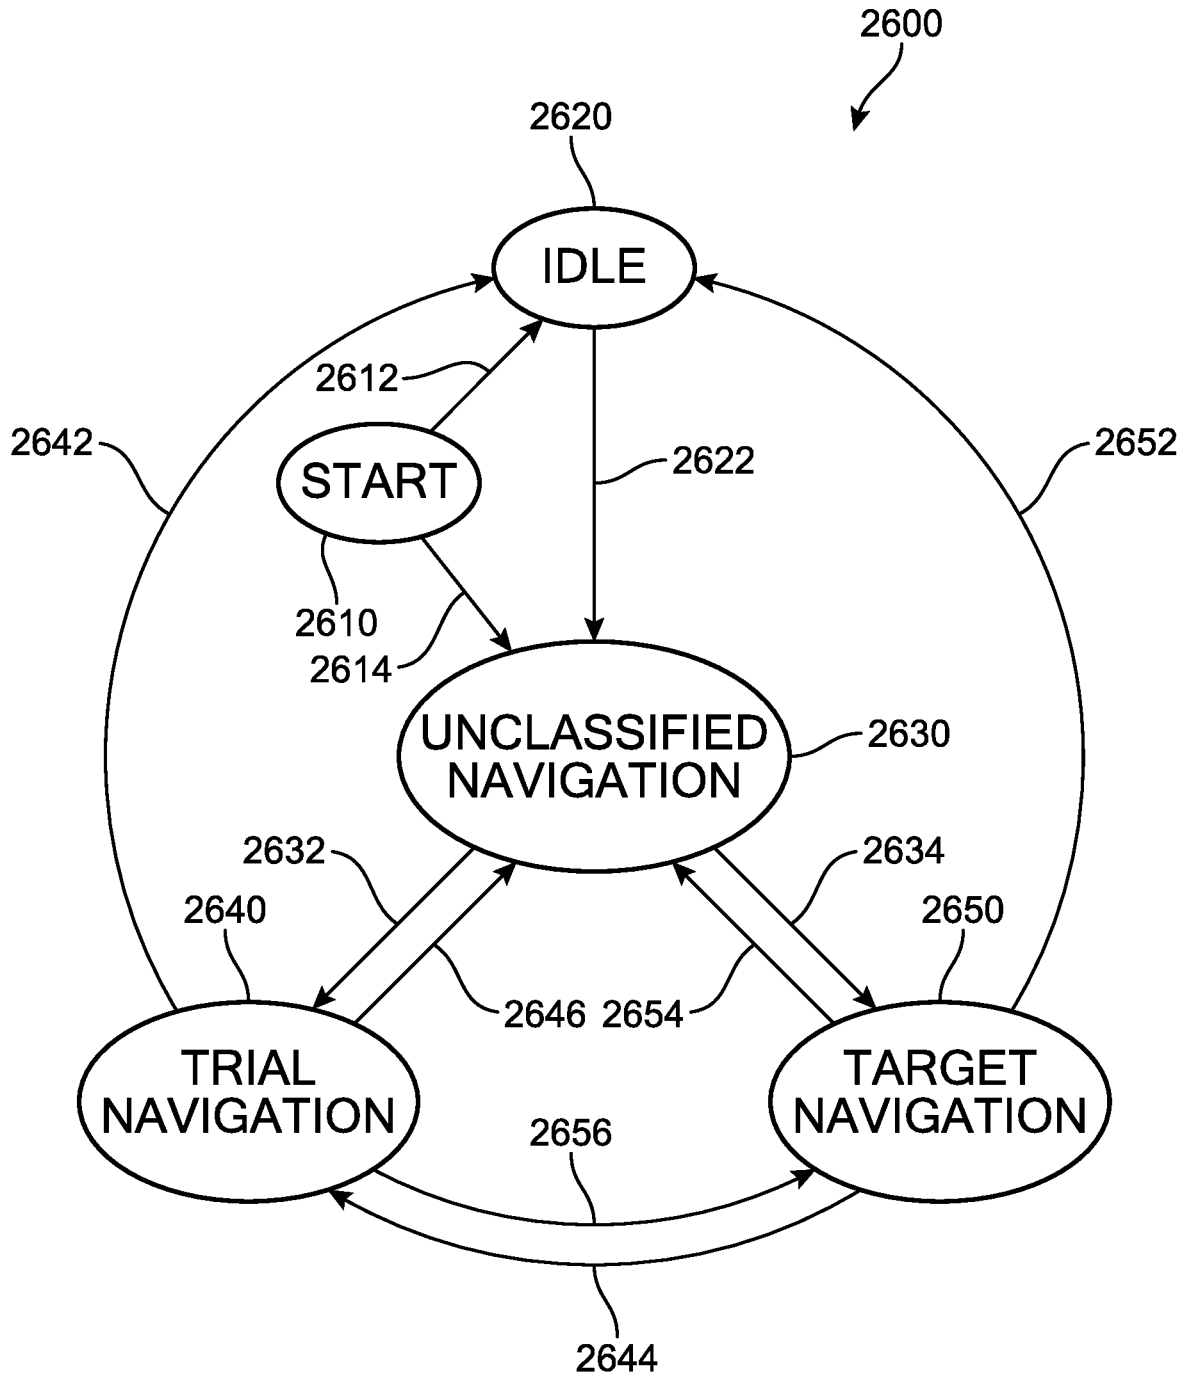 2600
2620
IDLE
2612
2642
2622
2652
START
2610
2614
UNCLASSIFIED
NAVIGATION
2630
2632
2634
2640
2650
2646
2654
TRIAL
NAVIGATION
TARGET
NAVIGATION
2656
2644